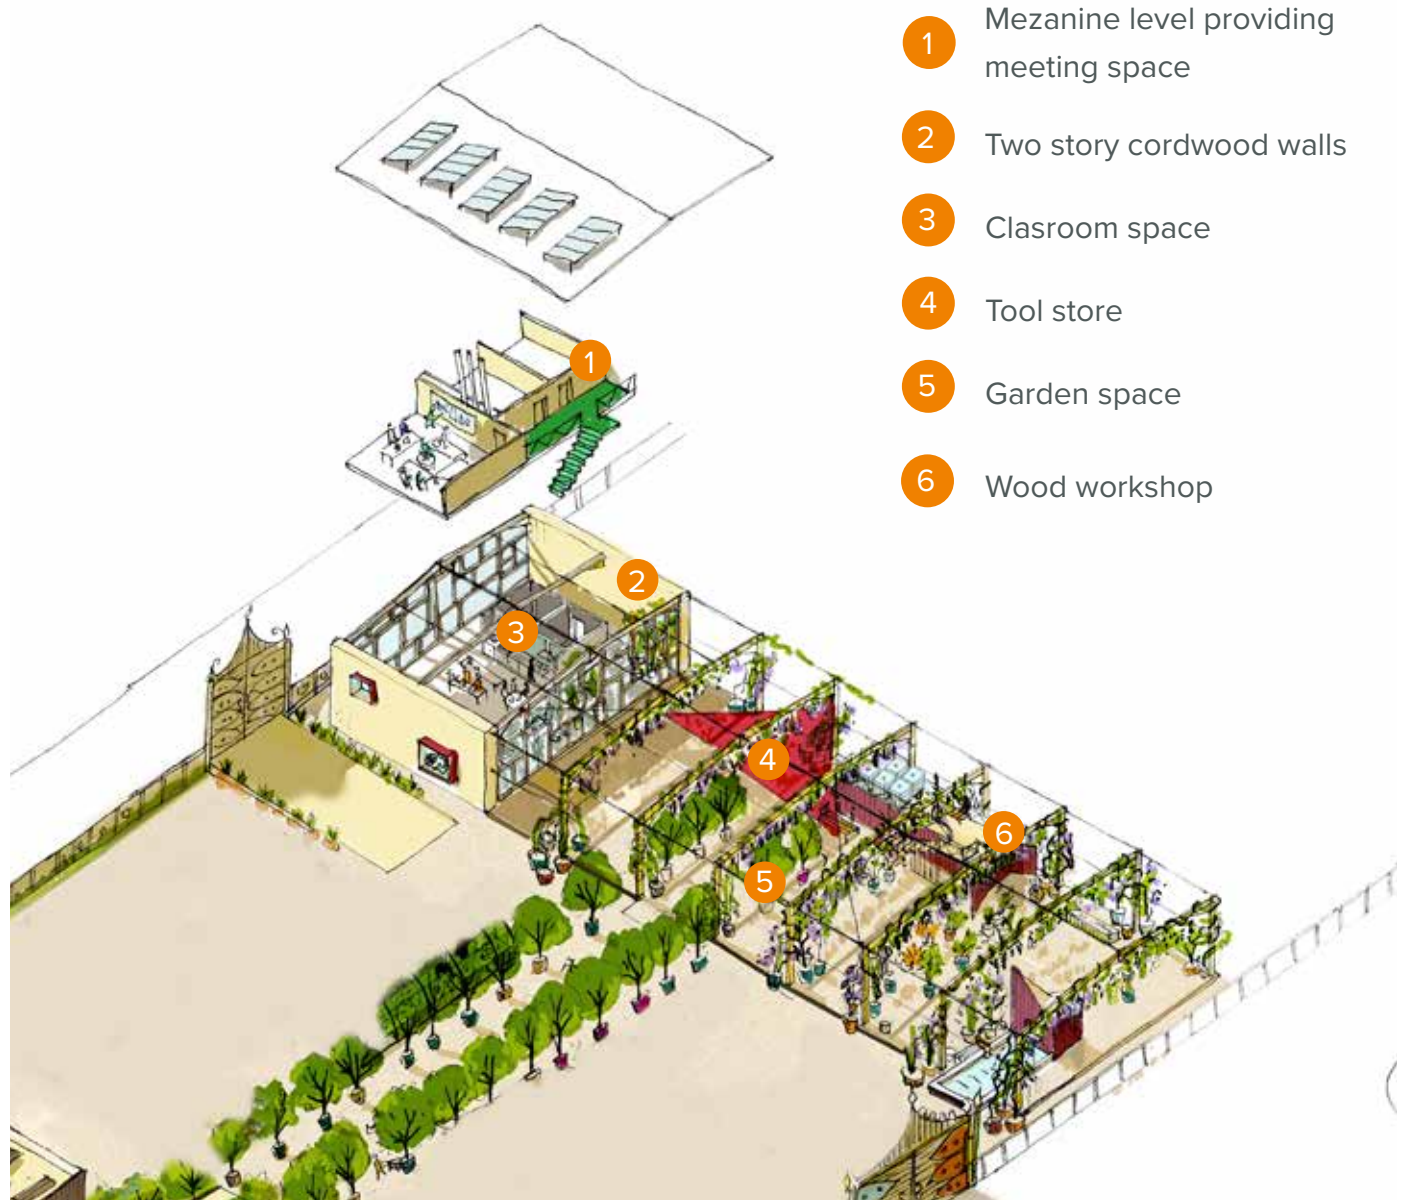 1 Mezanine level providing
meeting space
2 Two story cordwood walls
3 Clasroom space
4 Tool store
5 Garden space
6 Wood workshop
1
2
3
4
5
6